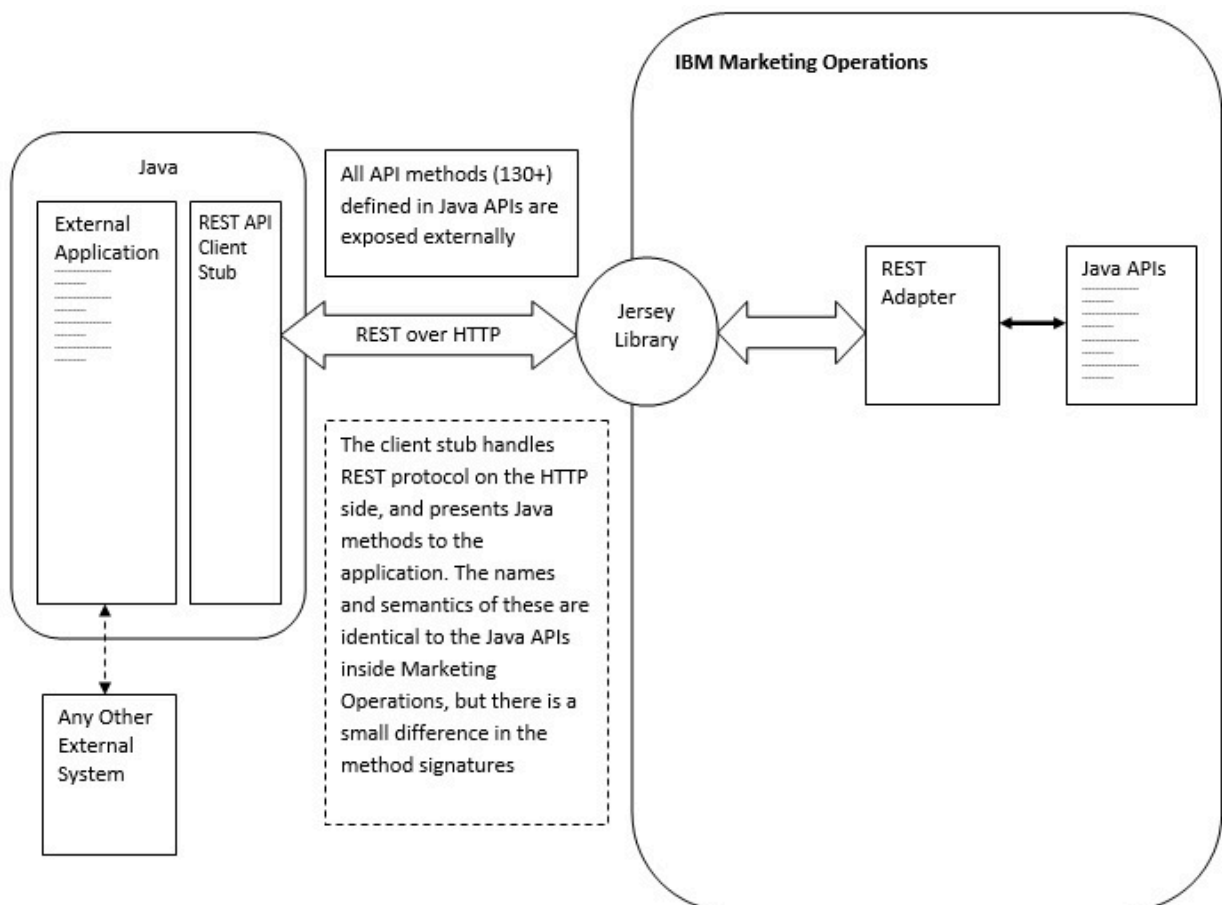 IBM Marketing Operations
Java
External
Application
REST API
Client
Stub
All API methods (130+)
defined in Java APIs are
exposed externally
REST over HTTP
Jersey
Library
REST
Adapter
Java APIs
The client stub handles
REST protocol on the HTTP
side, and presents Java
methods to the
application. The names
and semantics of these are
identical to the Java APIs
inside Marketing
Operations, but there is a
small difference in the
method signatures
Any Other
External
System